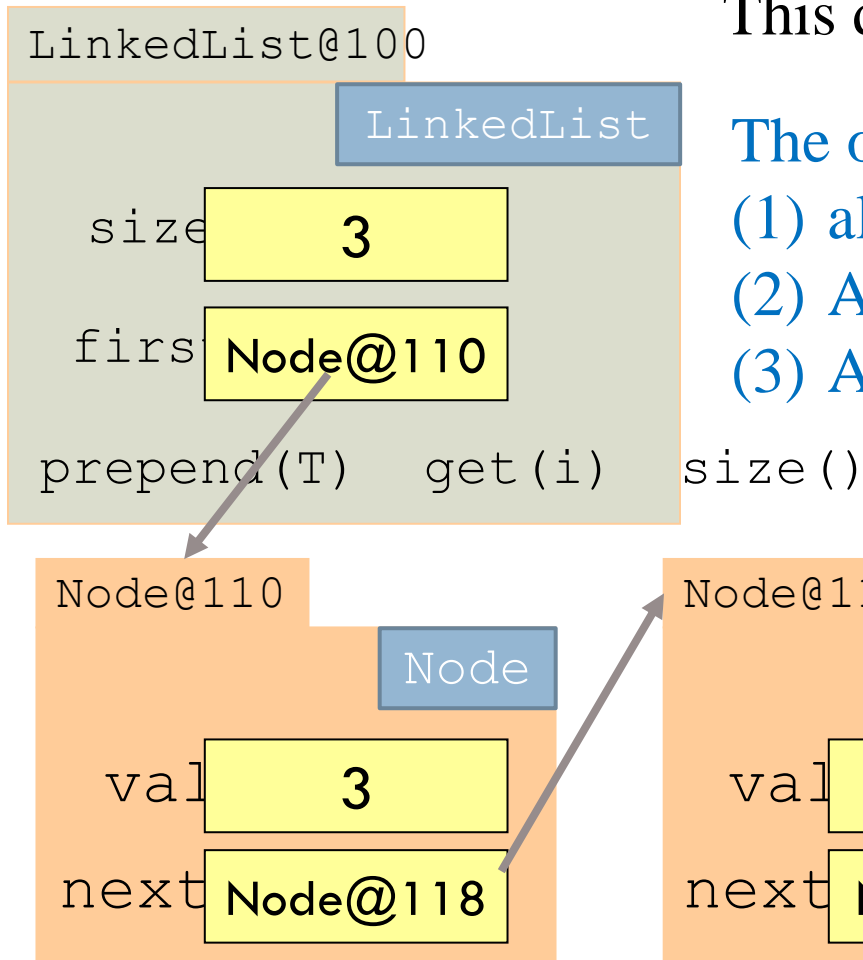 LinkedList@100
This
LinkedList
The
(1)
size 3
(2) A
first Node@110
(3) A
prepend(T) get(i) size()
Node@110
Node
val 3
val
next Node@118
next